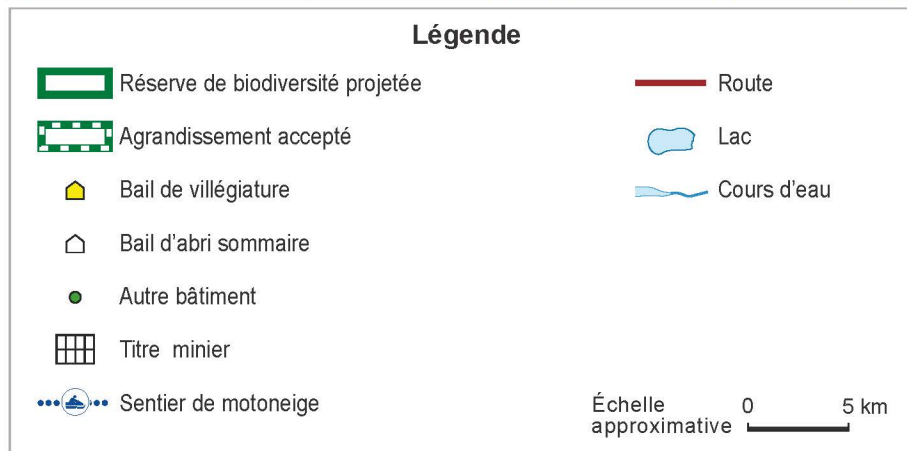 Légende
Réserve de biodiversité projetée
Agrandissement accepté
Bail de villégiature
Bail d'abri sommaire
Autre bâtiment
Titre minier
Sentier de motoneige
Route
Lac
Cours d'eau
Échelle approximative 0 5 km